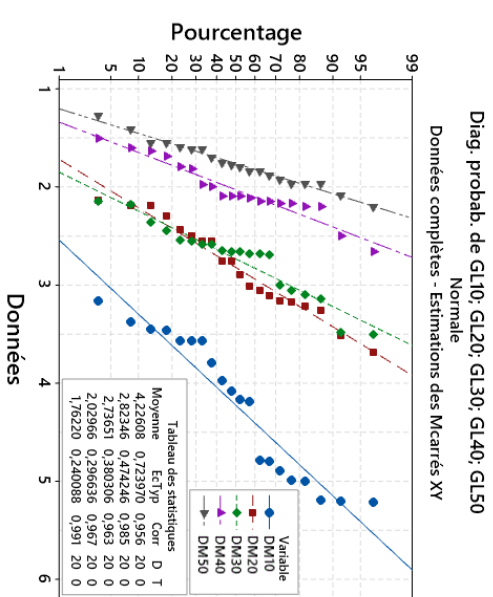 Diag. probab. de GL10; GL20; GL30; GL40; GL50
Normale
Données complètes - Estimations des Mcarrés XY
Pourcentage
99
95
90
80
70
60
50
40
30
20
10
5
1
1
2
3
4
5
6
Données
Variable
DM10
DM20
DM30
DM40
DM50
Tableau des statistiques
Moyenne EcTyp Corr D T
4,22608 0,723970 0,956 20 0
2,82346 0,474246 0,985 20 0
2,73651 0,380306 0,963 20 0
2,02966 0,296636 0,967 20 0
1,76220 0,240088 0,991 20 0